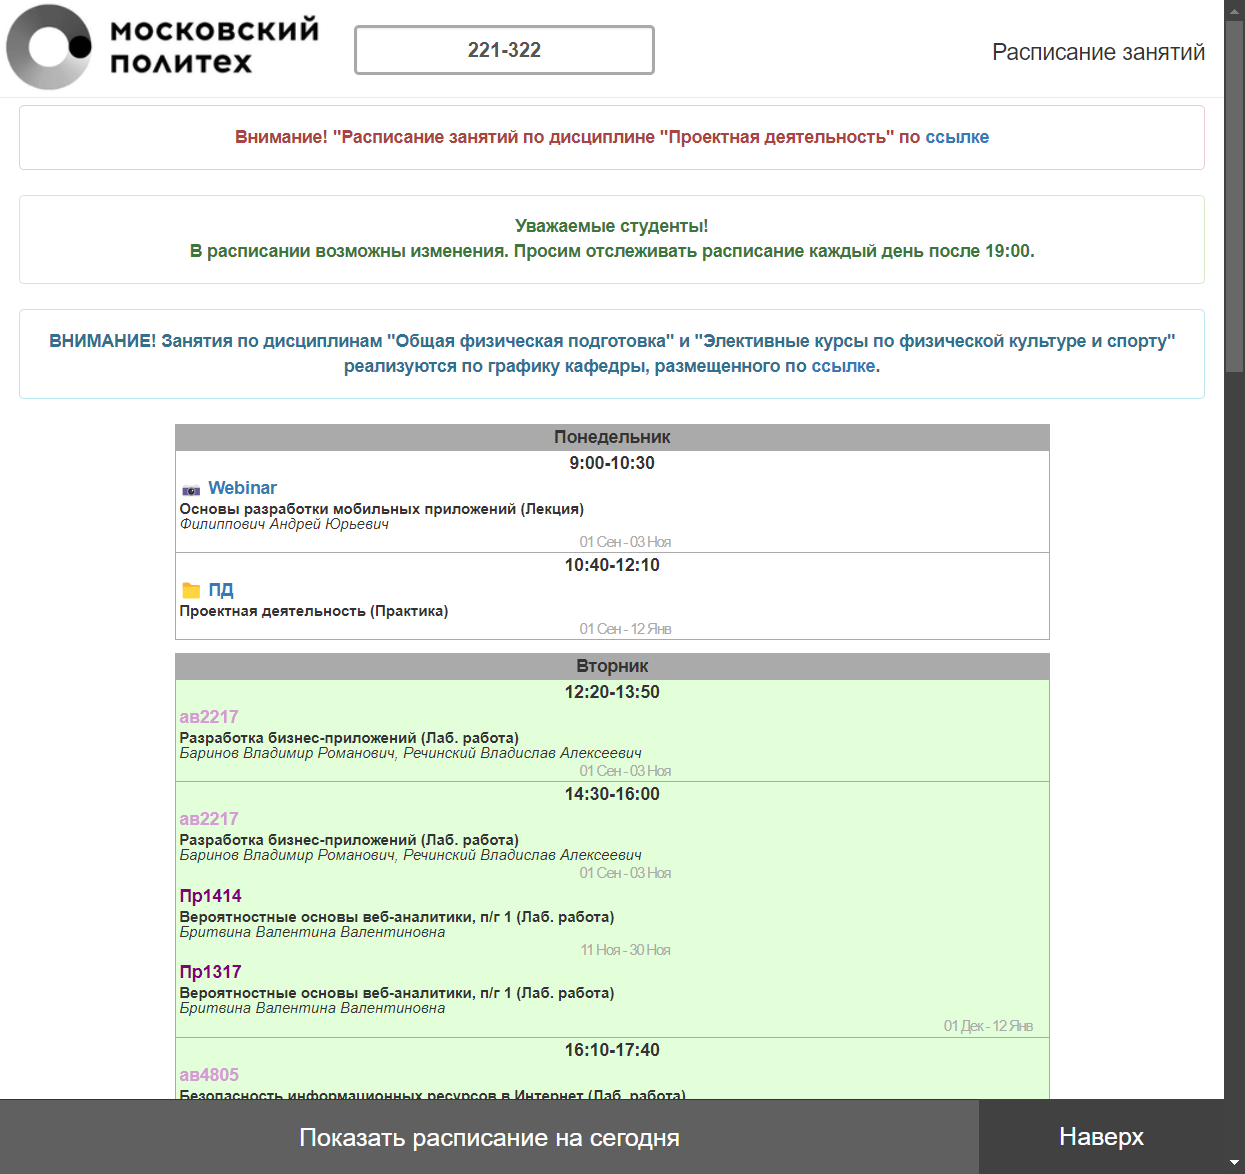 московский
политех
221-322
Расписание занятий
Внимание! "Расписание занятий по дисциплине "Проектная деятельность" по ссылке
Уважаемые студенты!
В расписании возможны изменения. Просим отслеживать расписание каждый день после 19:00.
ВНИМАНИЕ! Занятия по дисциплинам "Общая физическая подготовка" и "Элективные курсы по физической культуре и спорту"
реализуются по графику кафедры, размещенного по ссылке.
Понедельник
9:00-10:30
Webinar
Основы разработки мобильных приложений (Лекция)
Филиппович Андрей Юрьевич
01 Сен - 03 Ноя
10:40-12:10
ПД
Проектная деятельность (Практика)
01 Сен - 12 Янв
Вторник
12:20-13:50
ав2217
Разработка бизнес-приложений (Лаб. работа)
Баринов Владимир Романович, Речинский Владислав Алексеевич
01 Сен - 03 Ноя
14:30-16:00
ав2217
Разработка бизнес-приложений (Лаб. работа)
Баринов Владимир Романович, Речинский Владислав Алексеевич
01 Сен - 03 Ноя
Пр1414
Вероятностные основы веб-аналитики, п/г 1 (Лаб. работа)
Бритвина Валентина Валентиновна
11 Ноя - 30 Ноя
Пр1317
Вероятностные основы веб-аналитики, п/г 1 (Лаб. работа)
Бритвина Валентина Валентиновна
01 Дек - 12 Янв
16:10-17:40
ав4805
Безопасность информационных ресурсов в Интернет (Лаб. работа)
Показать расписание на сегодня
Наверх